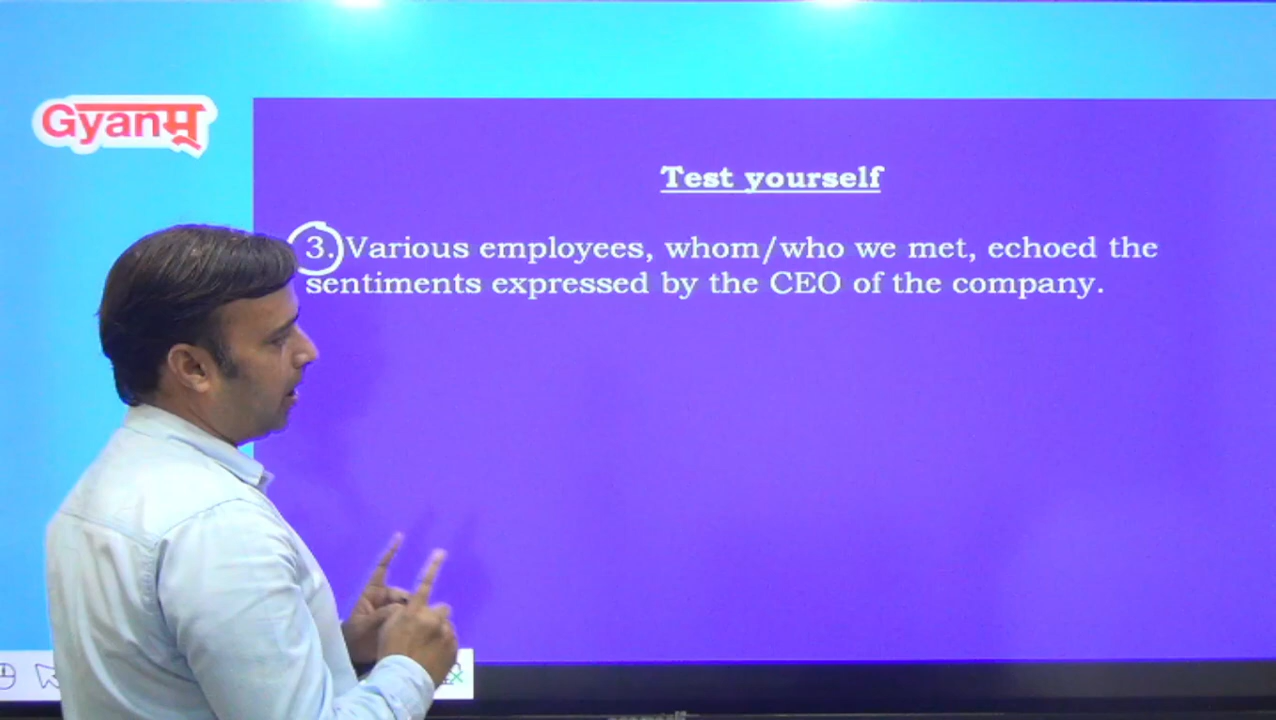 Gyanम्
Test yourself
3. Various employees, whom/who we met, echoed the
sentiments expressed by the CEO of the company.